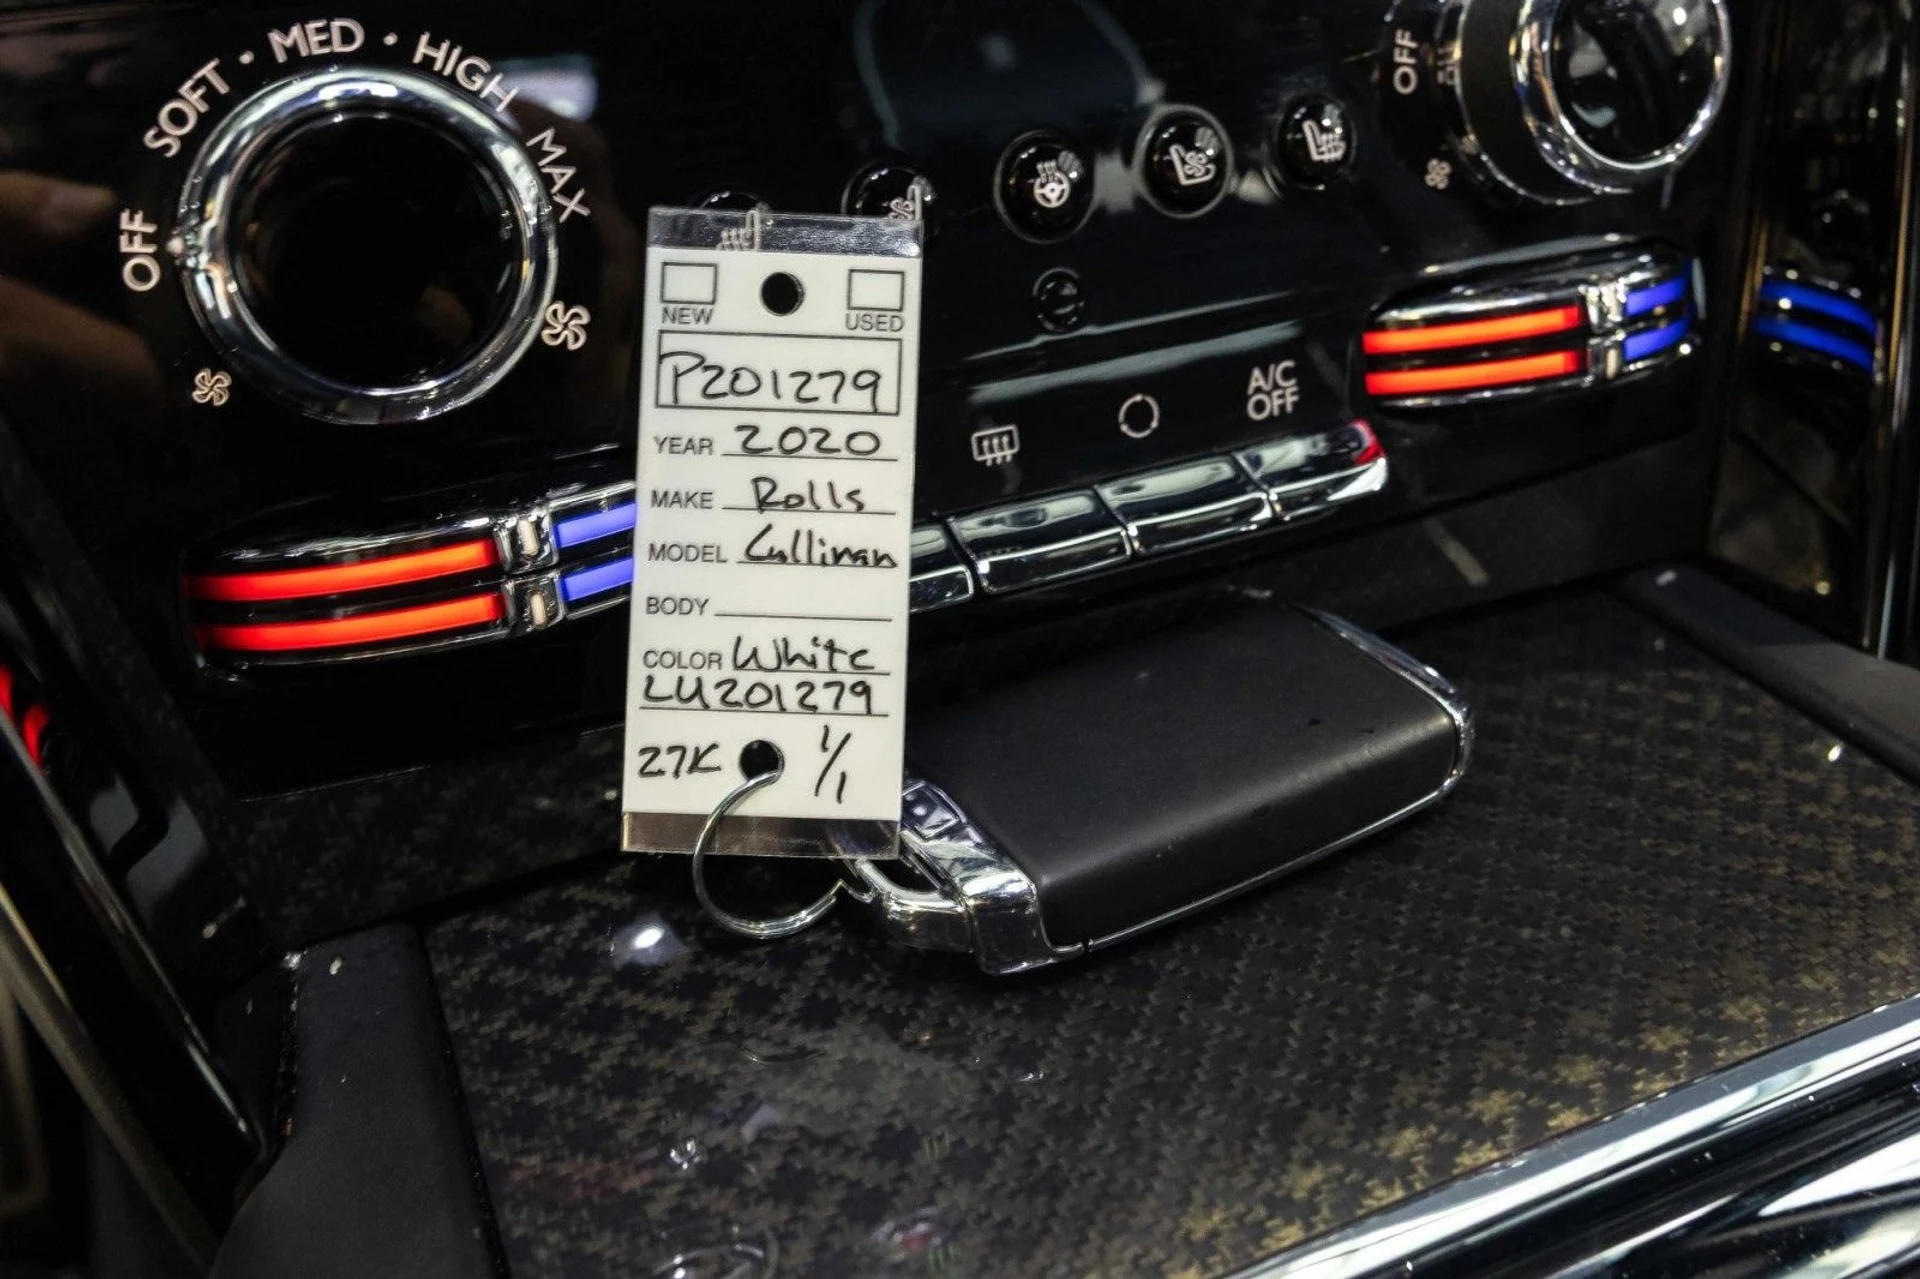 OFF SOFT • MED • HIGH MAX
OFF
NEW USED
P201279
YEAR 2020
MAKE Rolls
MODEL Cullinan
BODY
COLOR White
LU201279
27K 1/1
A/C
OFF